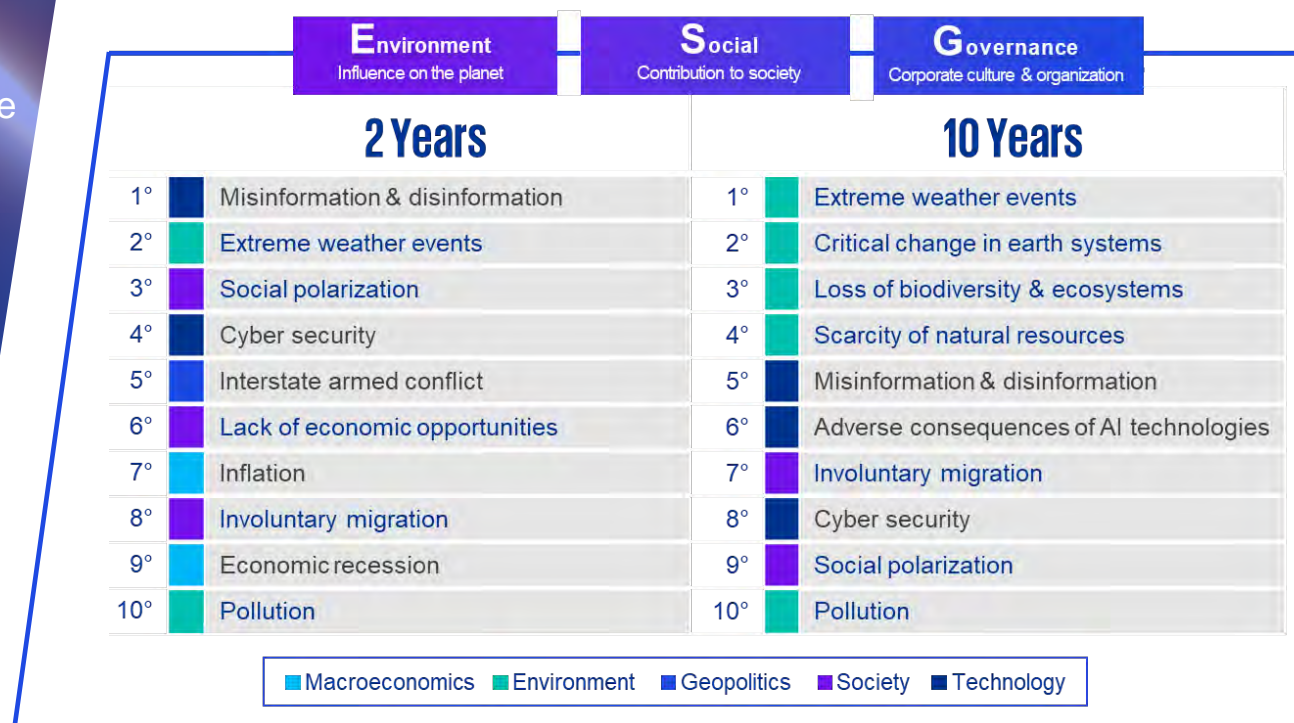 Environment
Influence on the planet
Social
Contribution to society
Governance
Corporate culture & organization
e
2 Years
1° Misinformation & disinformation
2° Extreme weather events
3° Social polarization
4° Cyber security
5° Interstate armed conflict
6° Lack of economic opportunities
7° Inflation
8° Involuntary migration
9° Economic recession
10° Pollution
10 Years
1° Extreme weather events
2° Critical change in earth systems
3° Loss of biodiversity & ecosystems
4° Scarcity of natural resources
5° Misinformation & disinformation
6° Adverse consequences of AI technologies
7° Involuntary migration
8° Cyber security
9° Social polarization
10° Pollution
Macroeconomics Environment Geopolitics Society Technology